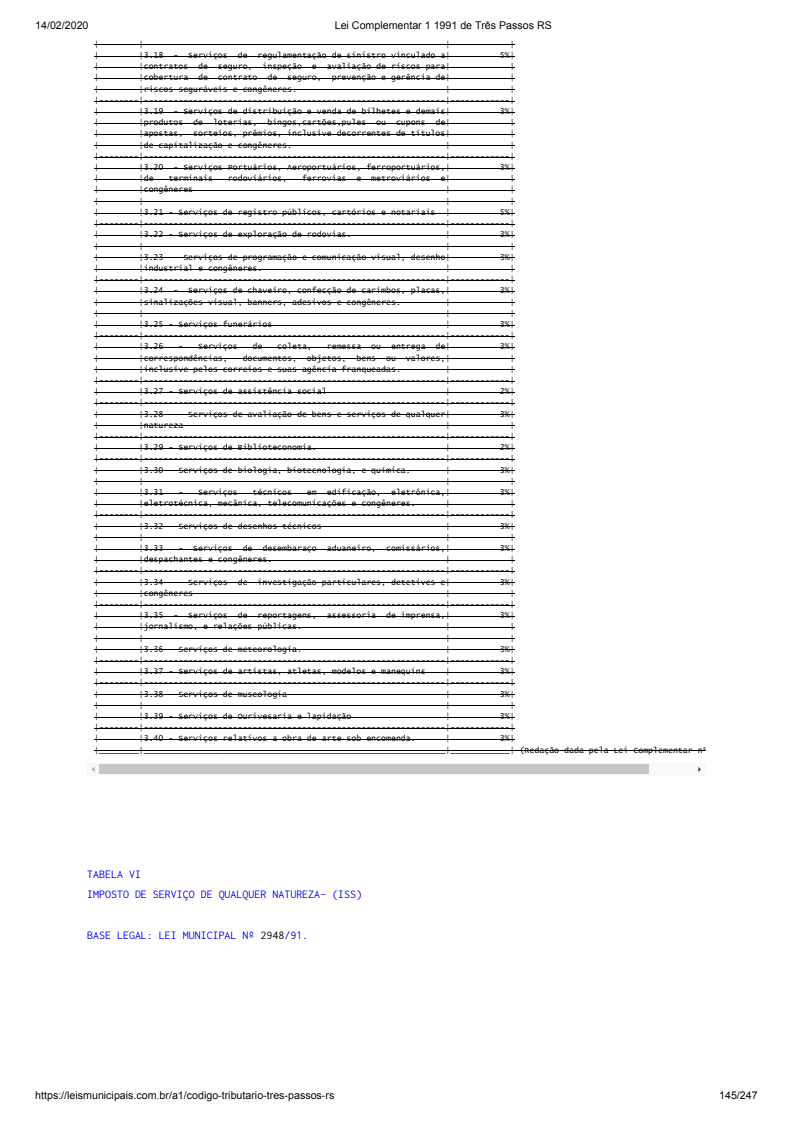 14/02/2020 Lei Complementar 1 1991 de Três Passos RS
3.18 - Serviços de regulamentação de sinistro vinculado a 5%
contratos de seguro, inspeção e avaliação de riscos para
cobertura de contrato de seguro, prevenção e gerência de
riscos seguráveis e congêneres.
3.19 - Serviços de distribuição e venda de bilhetes e demais 3%
produtos de loterias, bingos,cartões,pules ou cupons de
apostas, sorteios, prêmios, inclusive decorrentes de títulos
de capitalização e congêneres.
3.20 - Serviços Portuários, Aeroportuários, ferroportuários, 3%
de terminais rodoviários, ferrovias e metroviários e
congêneres
3.21 - Serviços de registro públicos, cartórios e notariais 5%
3.22 - Serviços de exploração de rodovias. 3%
3.23 - Serviços de programação e comunicação visual, desenho 3%
industrial e congêneres.
3.24 - Serviços de chaveiro, confecção de carimbos, placas, 3%
sinalizações visual, banners, adesivos e congêneres.
3.25 - Serviços funerários 3%
3.26 - Serviços de coleta, remessa ou entrega de 3%
correspondências, documentos, objetos, bens ou valores,
inclusive pelos correios e suas agência franqueadas.
3.27 - Serviços de assistência social 2%
3.28 - Serviços de avaliação de bens e serviços de qualquer 3%
natureza
3.29 - Serviços de Biblioteconomia. 2%
3.30 - Serviços de biologia, biotecnologia, e química. 3%
3.31 - Serviços técnicos em edificação, eletrônica, 3%
eletrotécnica, mecânica, telecomunicações e congêneres.
3.32 - Serviços de desenhos técnicos 3%
3.33 - Serviços de desembaraço aduaneiro, comissários, 3%
despachantes e congêneres.
3.34 - Serviços de investigação particulares, detetives e 3%
congêneres
3.35 - Serviços de reportagens, assessoria de imprensa, 3%
jornalismo, e relações públicas.
3.36 - Serviços de meteorologia. 3%
3.37 - Serviços de artistas, atletas, modelos e manequins 3%
3.38 - Serviços de museologia 3%
3.39 - Serviços de Ourivesaria e lapidação 3%
3.40 - Serviços relativos a obra de arte sob encomenda. 3%
(Redação dada pela Lei Complementar nº
TABELA VI
IMPOSTO DE SERVIÇO DE QUALQUER NATUREZA- (ISS)
BASE LEGAL: LEI MUNICIPAL Nº 2948/91.
https://leismunicipais.com.br/a1/codigo-tributario-tres-passos-rs 145/247